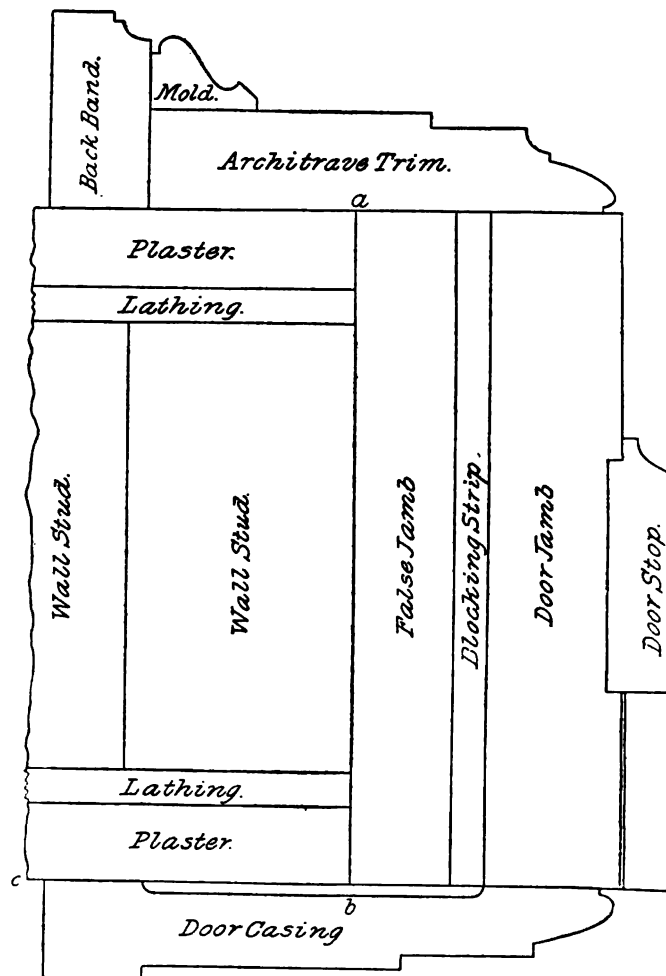 Back Band.
Mold.
Architrave Trim.
a
Plaster.
Lathing.
Wall Stud.
Wall Stud.
False Jamb
Blocking Strip.
Door Jamb
Door Stop.
Lathing.
Plaster.
c
b
Door Casing